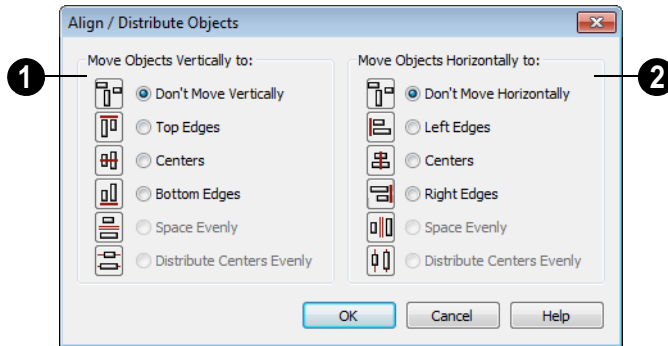 Align / Distribute Objects
1
Move Objects Vertically to:
Don't Move Vertically
Top Edges
Centers
Bottom Edges
Space Evenly
Distribute Centers Evenly
2
Move Objects Horizontally to:
Don't Move Horizontally
Left Edges
Centers
Right Edges
Space Evenly
Distribute Centers Evenly
OK
Cancel
Help